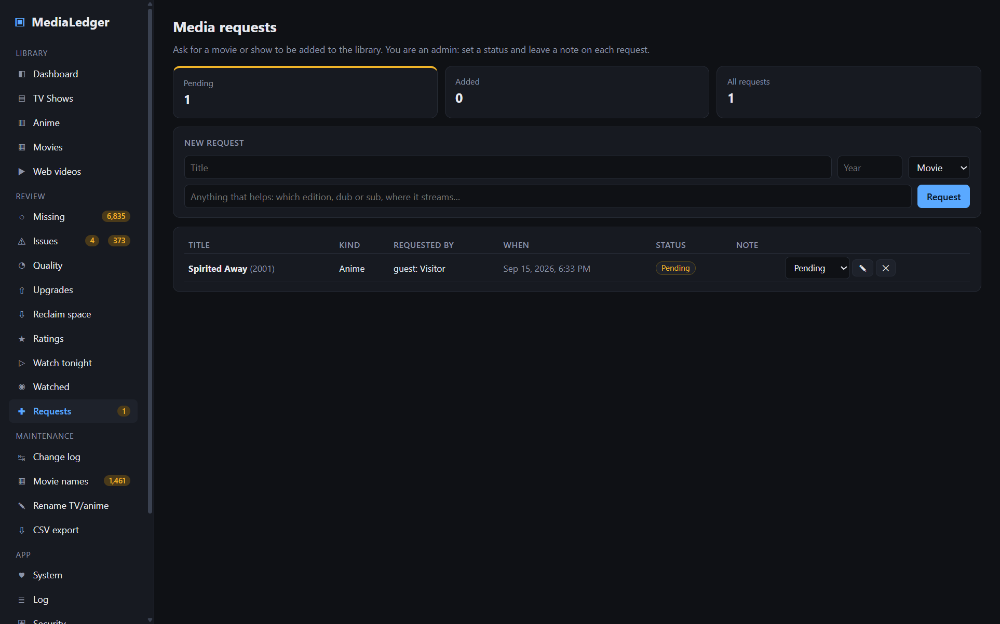 MediaLedger
LIBRARY
Dashboard
TV Shows
Anime
Movies
Web videos
REVIEW
Missing 6,835
Issues 4 373
Quality
Upgrades
Reclaim space
Ratings
Watch tonight
Watched
Requests 1
MAINTENANCE
Change log
Movie names 1,461
Rename TV/anime
CSV export
APP
System
Log
Security
Media requests
Ask for a movie or show to be added to the library. You are an admin: set a status and leave a note on each request.
Pending
1
Added
0
All requests
1
NEW REQUEST
Title Year Movie
Anything that helps: which edition, dub or sub, where it streams... Request
TITLE KIND REQUESTED BY WHEN STATUS NOTE
Spirited Away (2001) Anime guest: Visitor Sep 15, 2026, 6:33 PM Pending Pending